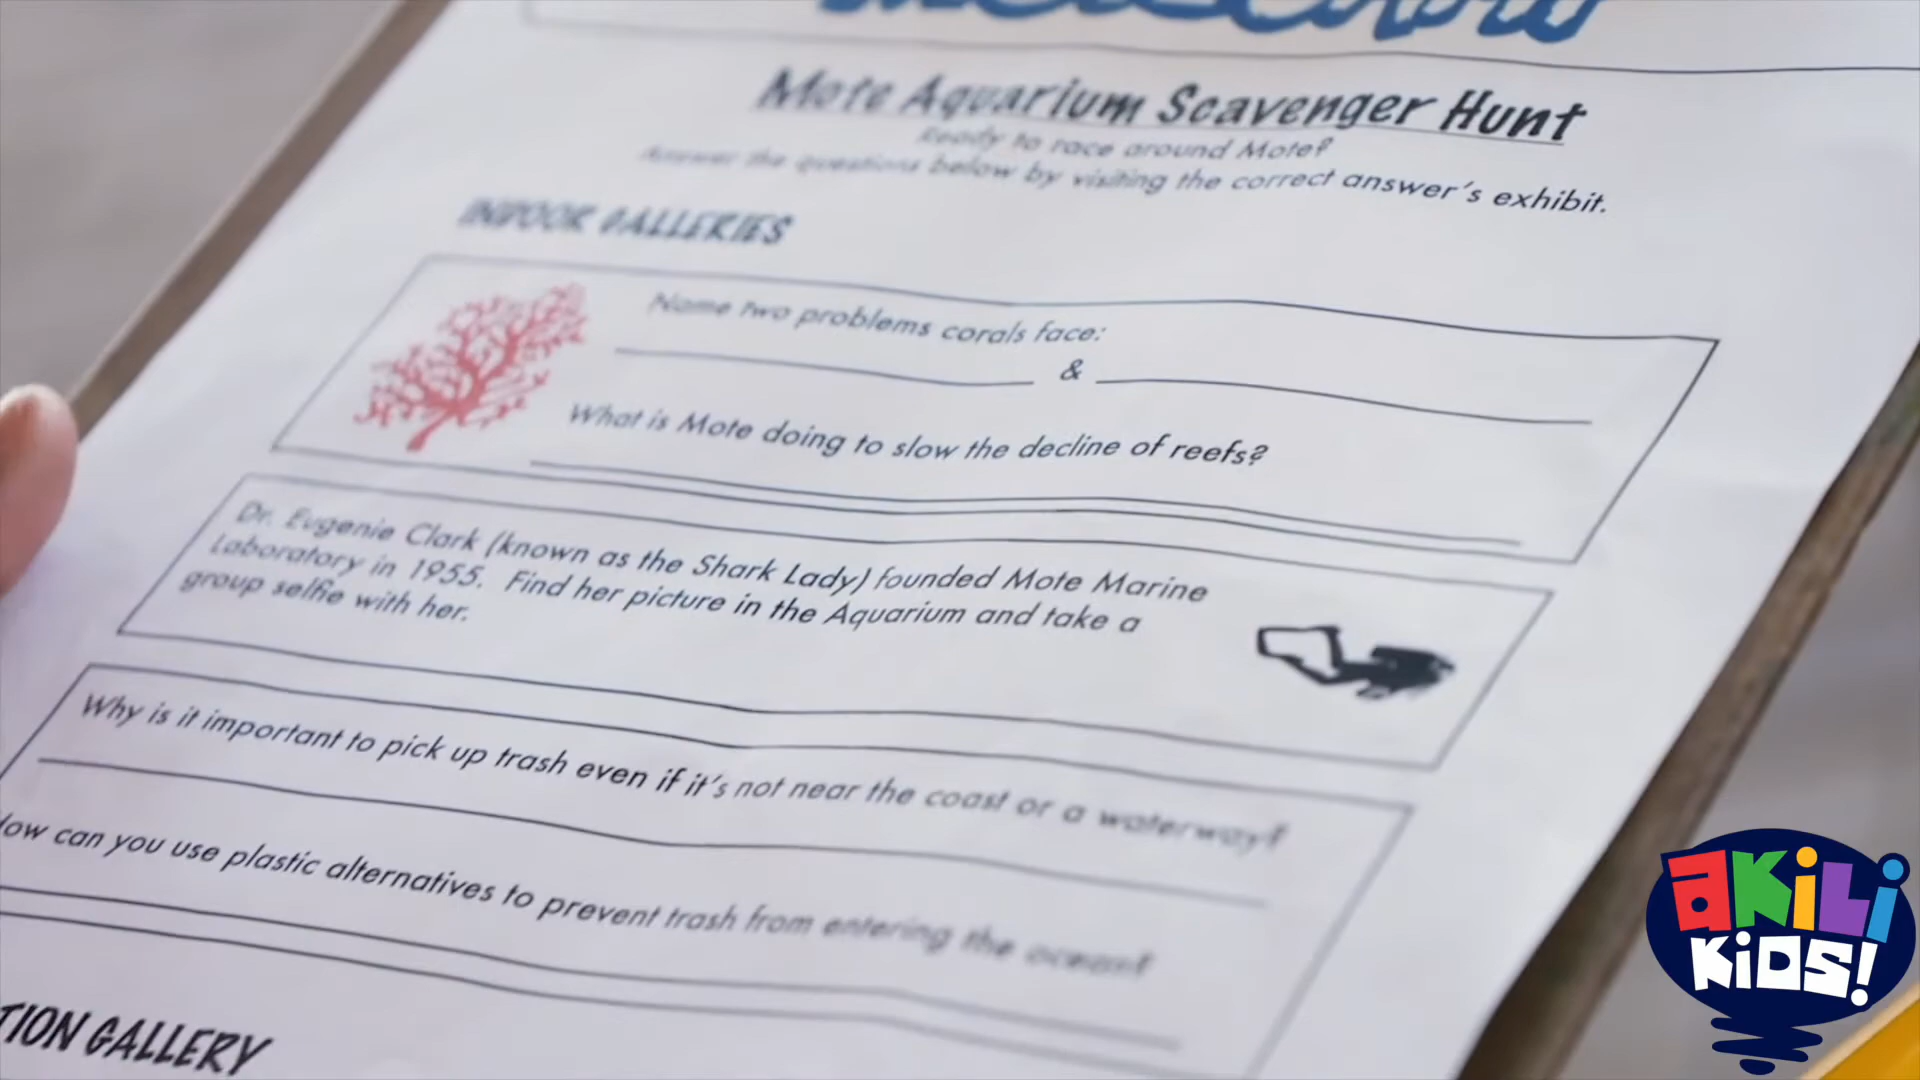 Mote Aquarium Scavenger Hunt
Ready to race around Mote?
Answer the questions below by visiting the correct answer's exhibit.
INDOOR GALLERIES
Name two problems corals face:
&
What is Mote doing to slow the decline of reefs?
Dr. Eugenie Clark (known as the Shark Lady) founded Mote Marine
Laboratory in 1955. Find her picture in the Aquarium and take a
group selfie with her.
Why is it important to pick up trash even if it's not near the coast or a waterway?
How can you use plastic alternatives to prevent trash from entering the ocean?
TION GALLERY
aKiLi
KiDS!